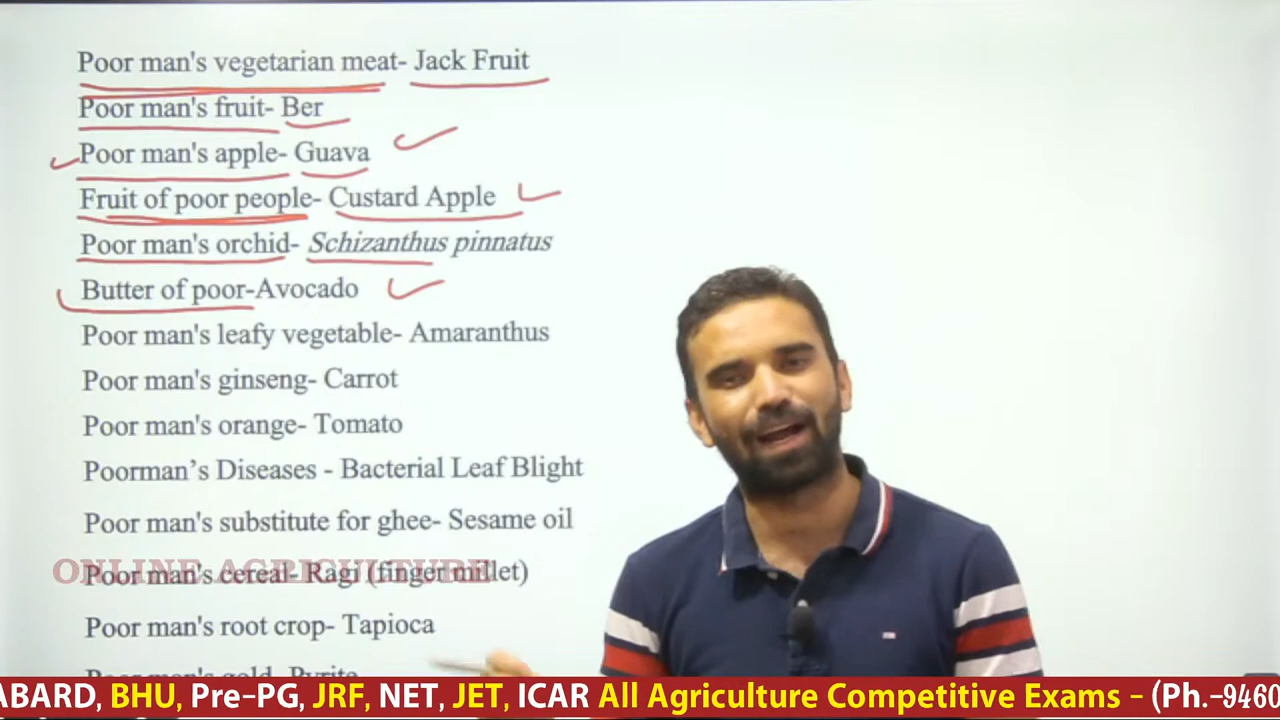 Poor man's vegetarian meat- Jack Fruit
Poor man's fruit- Ber
Poor man's apple- Guava
Fruit of poor people- Custard Apple
Poor man's orchid- Schizanthus pinnatus
Butter of poor-Avocado
Poor man's leafy vegetable- Amaranthus
Poor man's ginseng- Carrot
Poor man's orange- Tomato
Poorman’s Diseases - Bacterial Leaf Blight
Poor man's substitute for ghee- Sesame oil
ONLINE AGRICULTURE
Poor man's cereal- Ragi (finger millet)
Poor man's root crop- Tapioca
Poor man's gold- Pyrite
ABARD, BHU, Pre-PG, JRF, NET, JET, ICAR All Agriculture Competitive Exams - (Ph.-9460